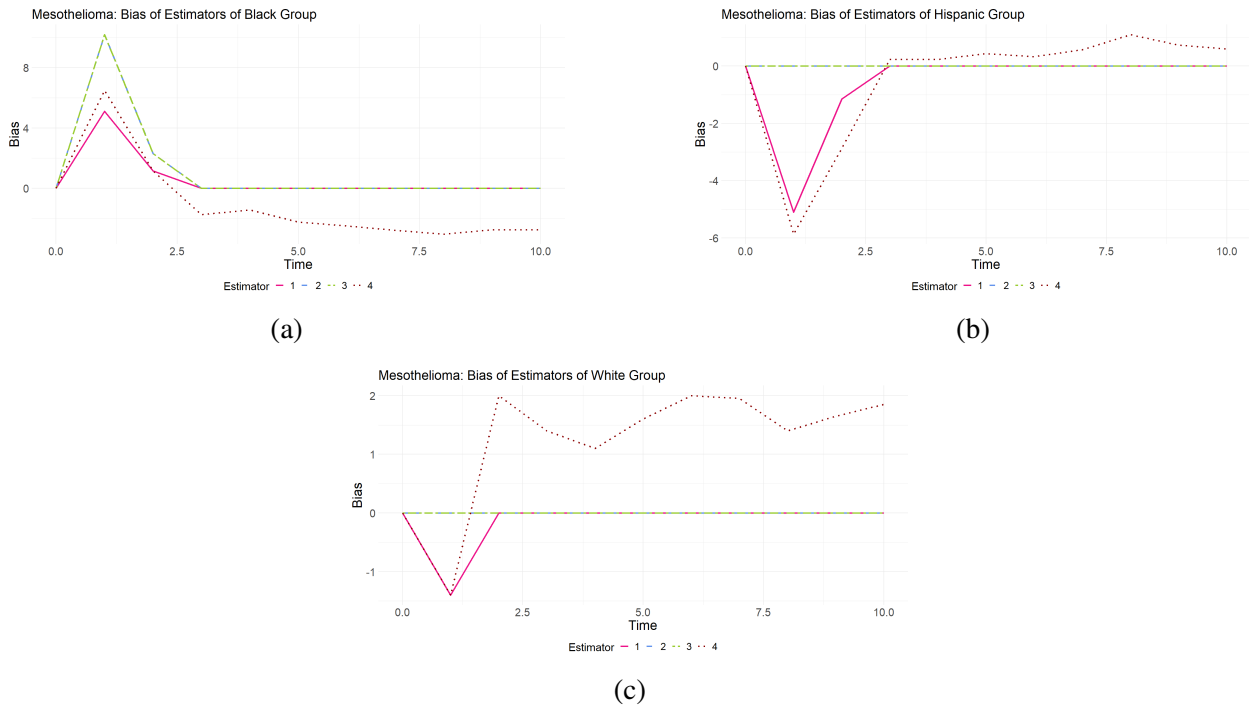 Mesothelioma: Bias of Estimators of Black Group
8
4
0
Bias
0.0 2.5 5.0 7.5 10.0
Time
Estimator 1 2 3 4
(a)
Mesothelioma: Bias of Estimators of Hispanic Group
0
-2
-4
-6
Bias
0.0 2.5 5.0 7.5 10.0
Time
Estimator 1 2 3 4
(b)
Mesothelioma: Bias of Estimators of White Group
2
1
0
-1
Bias
0.0 2.5 5.0 7.5 10.0
Time
Estimator 1 2 3 4
(c)